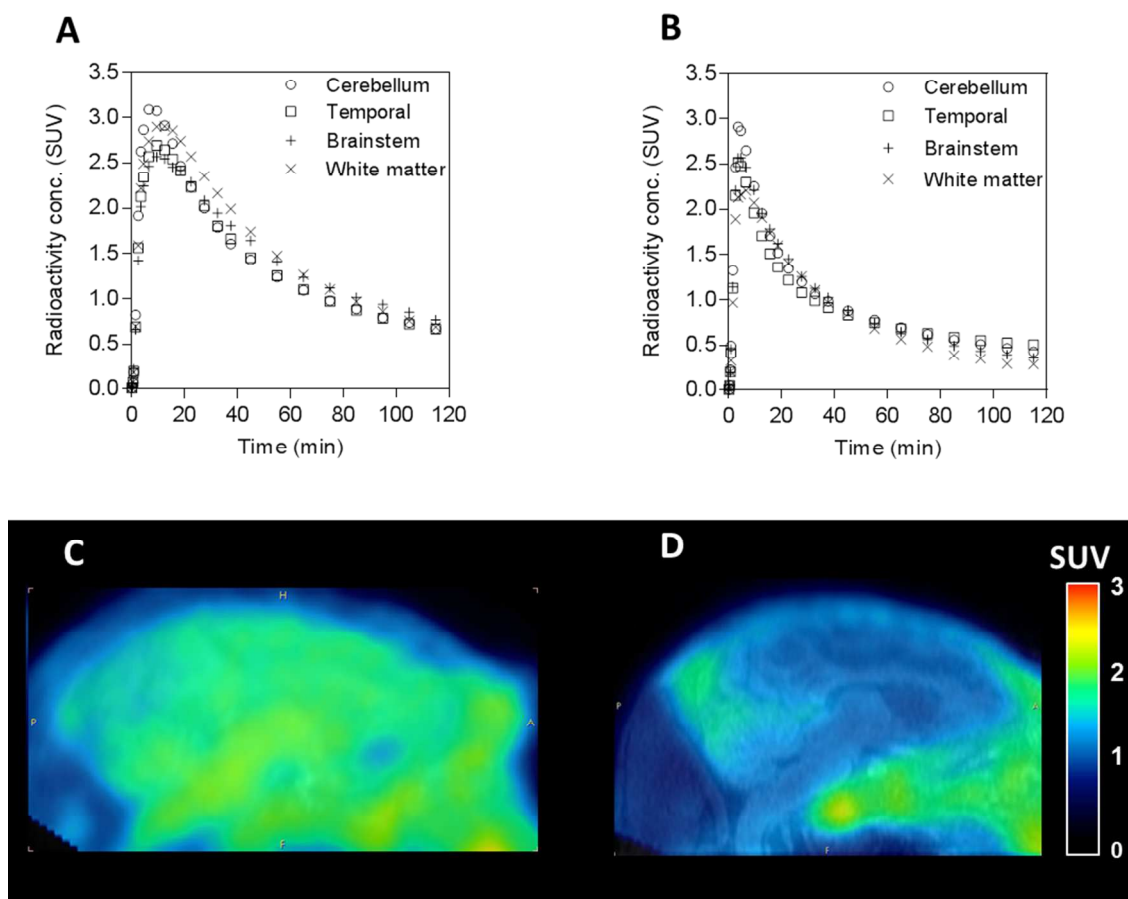 A
B
Radioactivity conc. (SUV)
3.5
3.0
2.5
2.0
1.5
1.0
0.5
0.0
Cerebellum
Temporal
Brainstem
White matter
0 20 40 60 80 100 120
Time (min)
Radioactivity conc. (SUV)
3.5
3.0
2.5
2.0
1.5
1.0
0.5
0.0
Cerebellum
Temporal
Brainstem
White matter
0 20 40 60 80 100 120
Time (min)
C
H
P
A
F
D
P
A
F
SUV
3
2
1
0